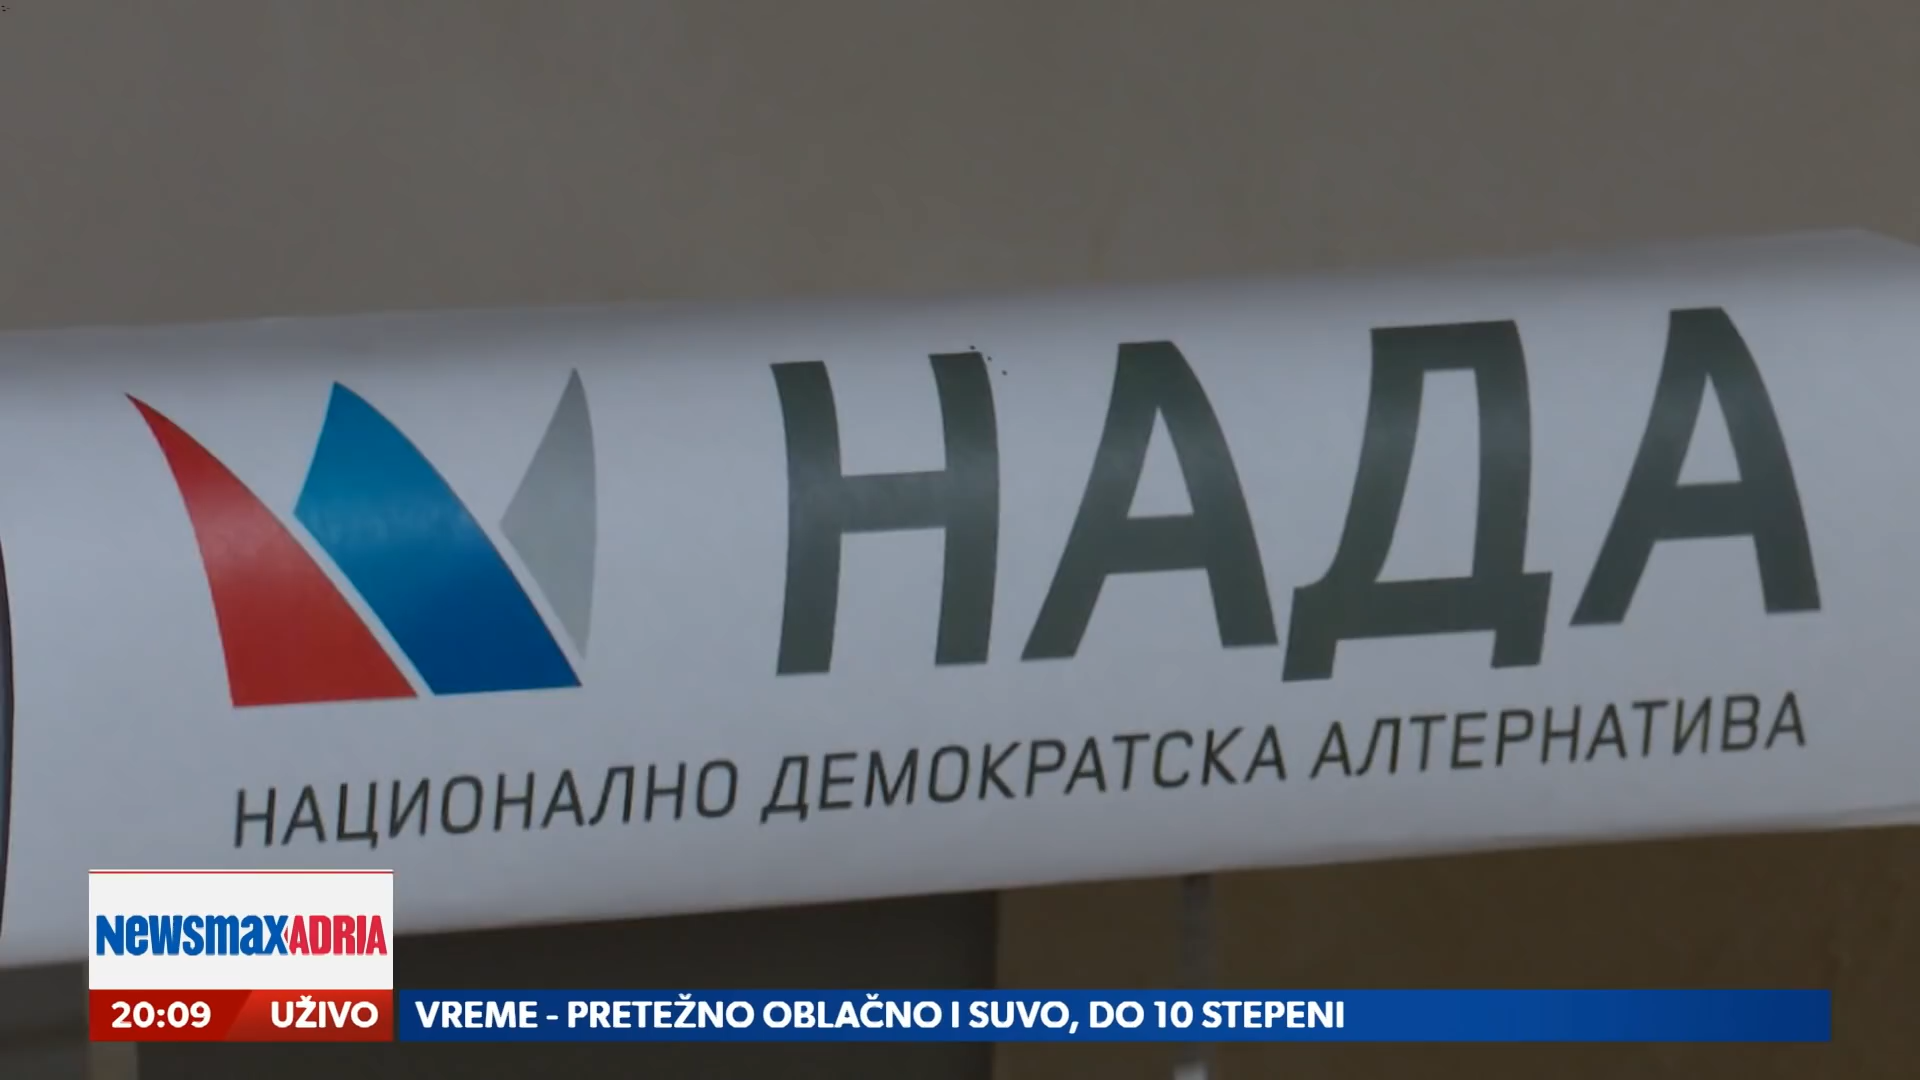 НАДА
НАЦИОНАЛНО ДЕМОКРАТСКА АЛТЕРНАТИВА
NEWSMAX ADRIA
20:09 UŽIVO VREME - PRETEŽNO OBLAČNO I SUVO, DO 10 STEPENI